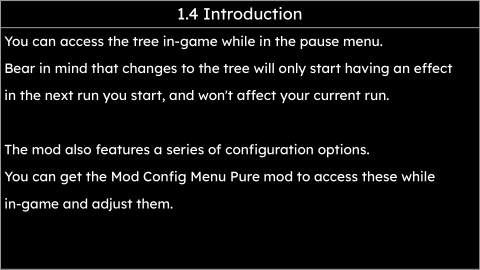 1.4 Introduction
You can access the tree in-game while in the pause menu.
Bear in mind that changes to the tree will only start having an effect
in the next run you start, and won't affect your current run.
The mod also features a series of configuration options.
You can get the Mod Config Menu Pure mod to access these while
in-game and adjust them.